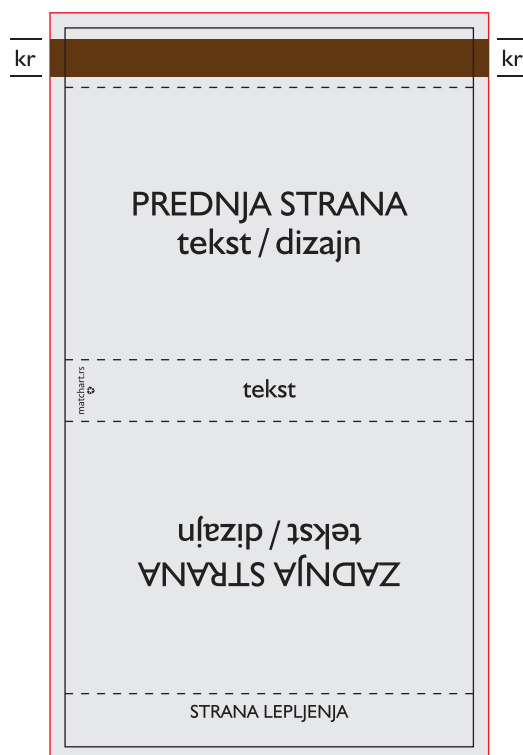 kr
kr
PREDNJA STRANA
tekst / dizajn
matchart.rs
tekst
tekst / dizajn
ZADNJA STRANA
STRANA LEPLJENJA